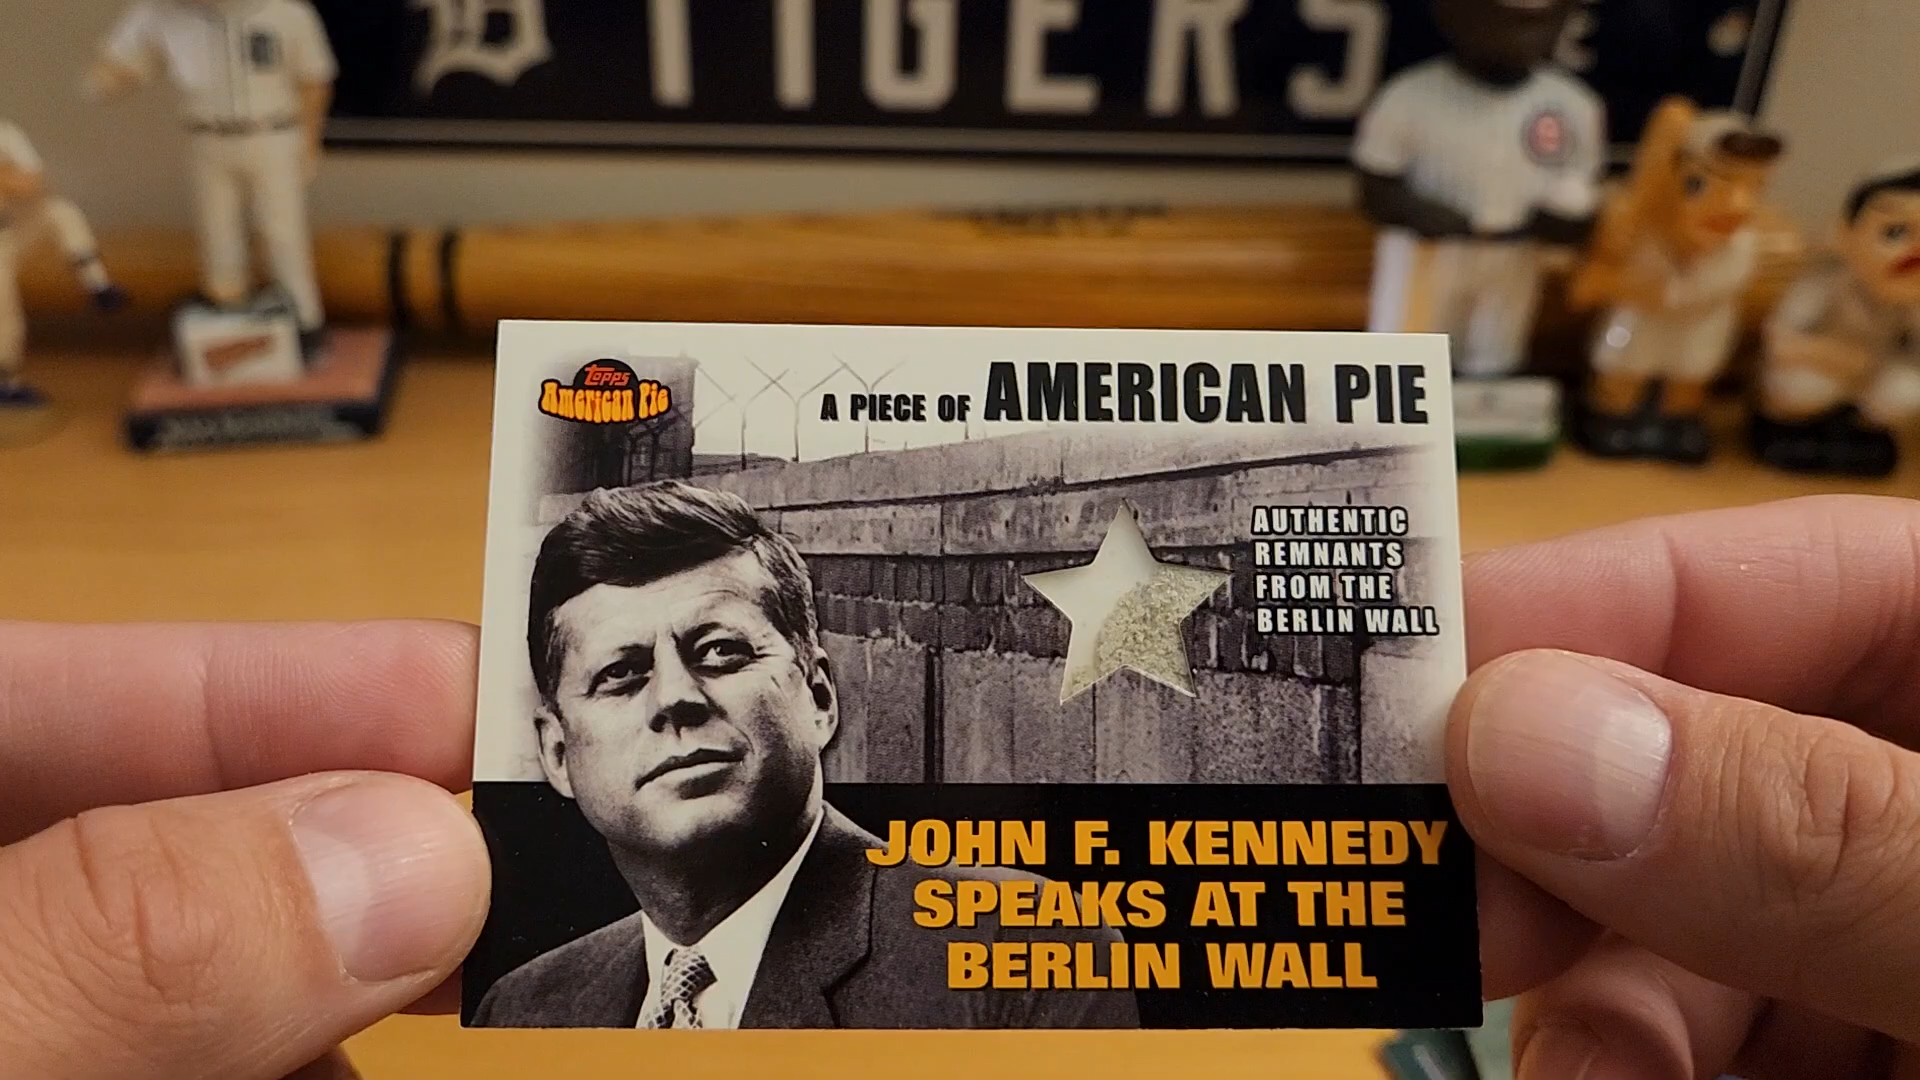 TIGERS
Topps
American Pie
A PIECE OF AMERICAN PIE
AUTHENTIC
REMNANTS
FROM THE
BERLIN WALL
JOHN F. KENNEDY
SPEAKS AT THE
BERLIN WALL